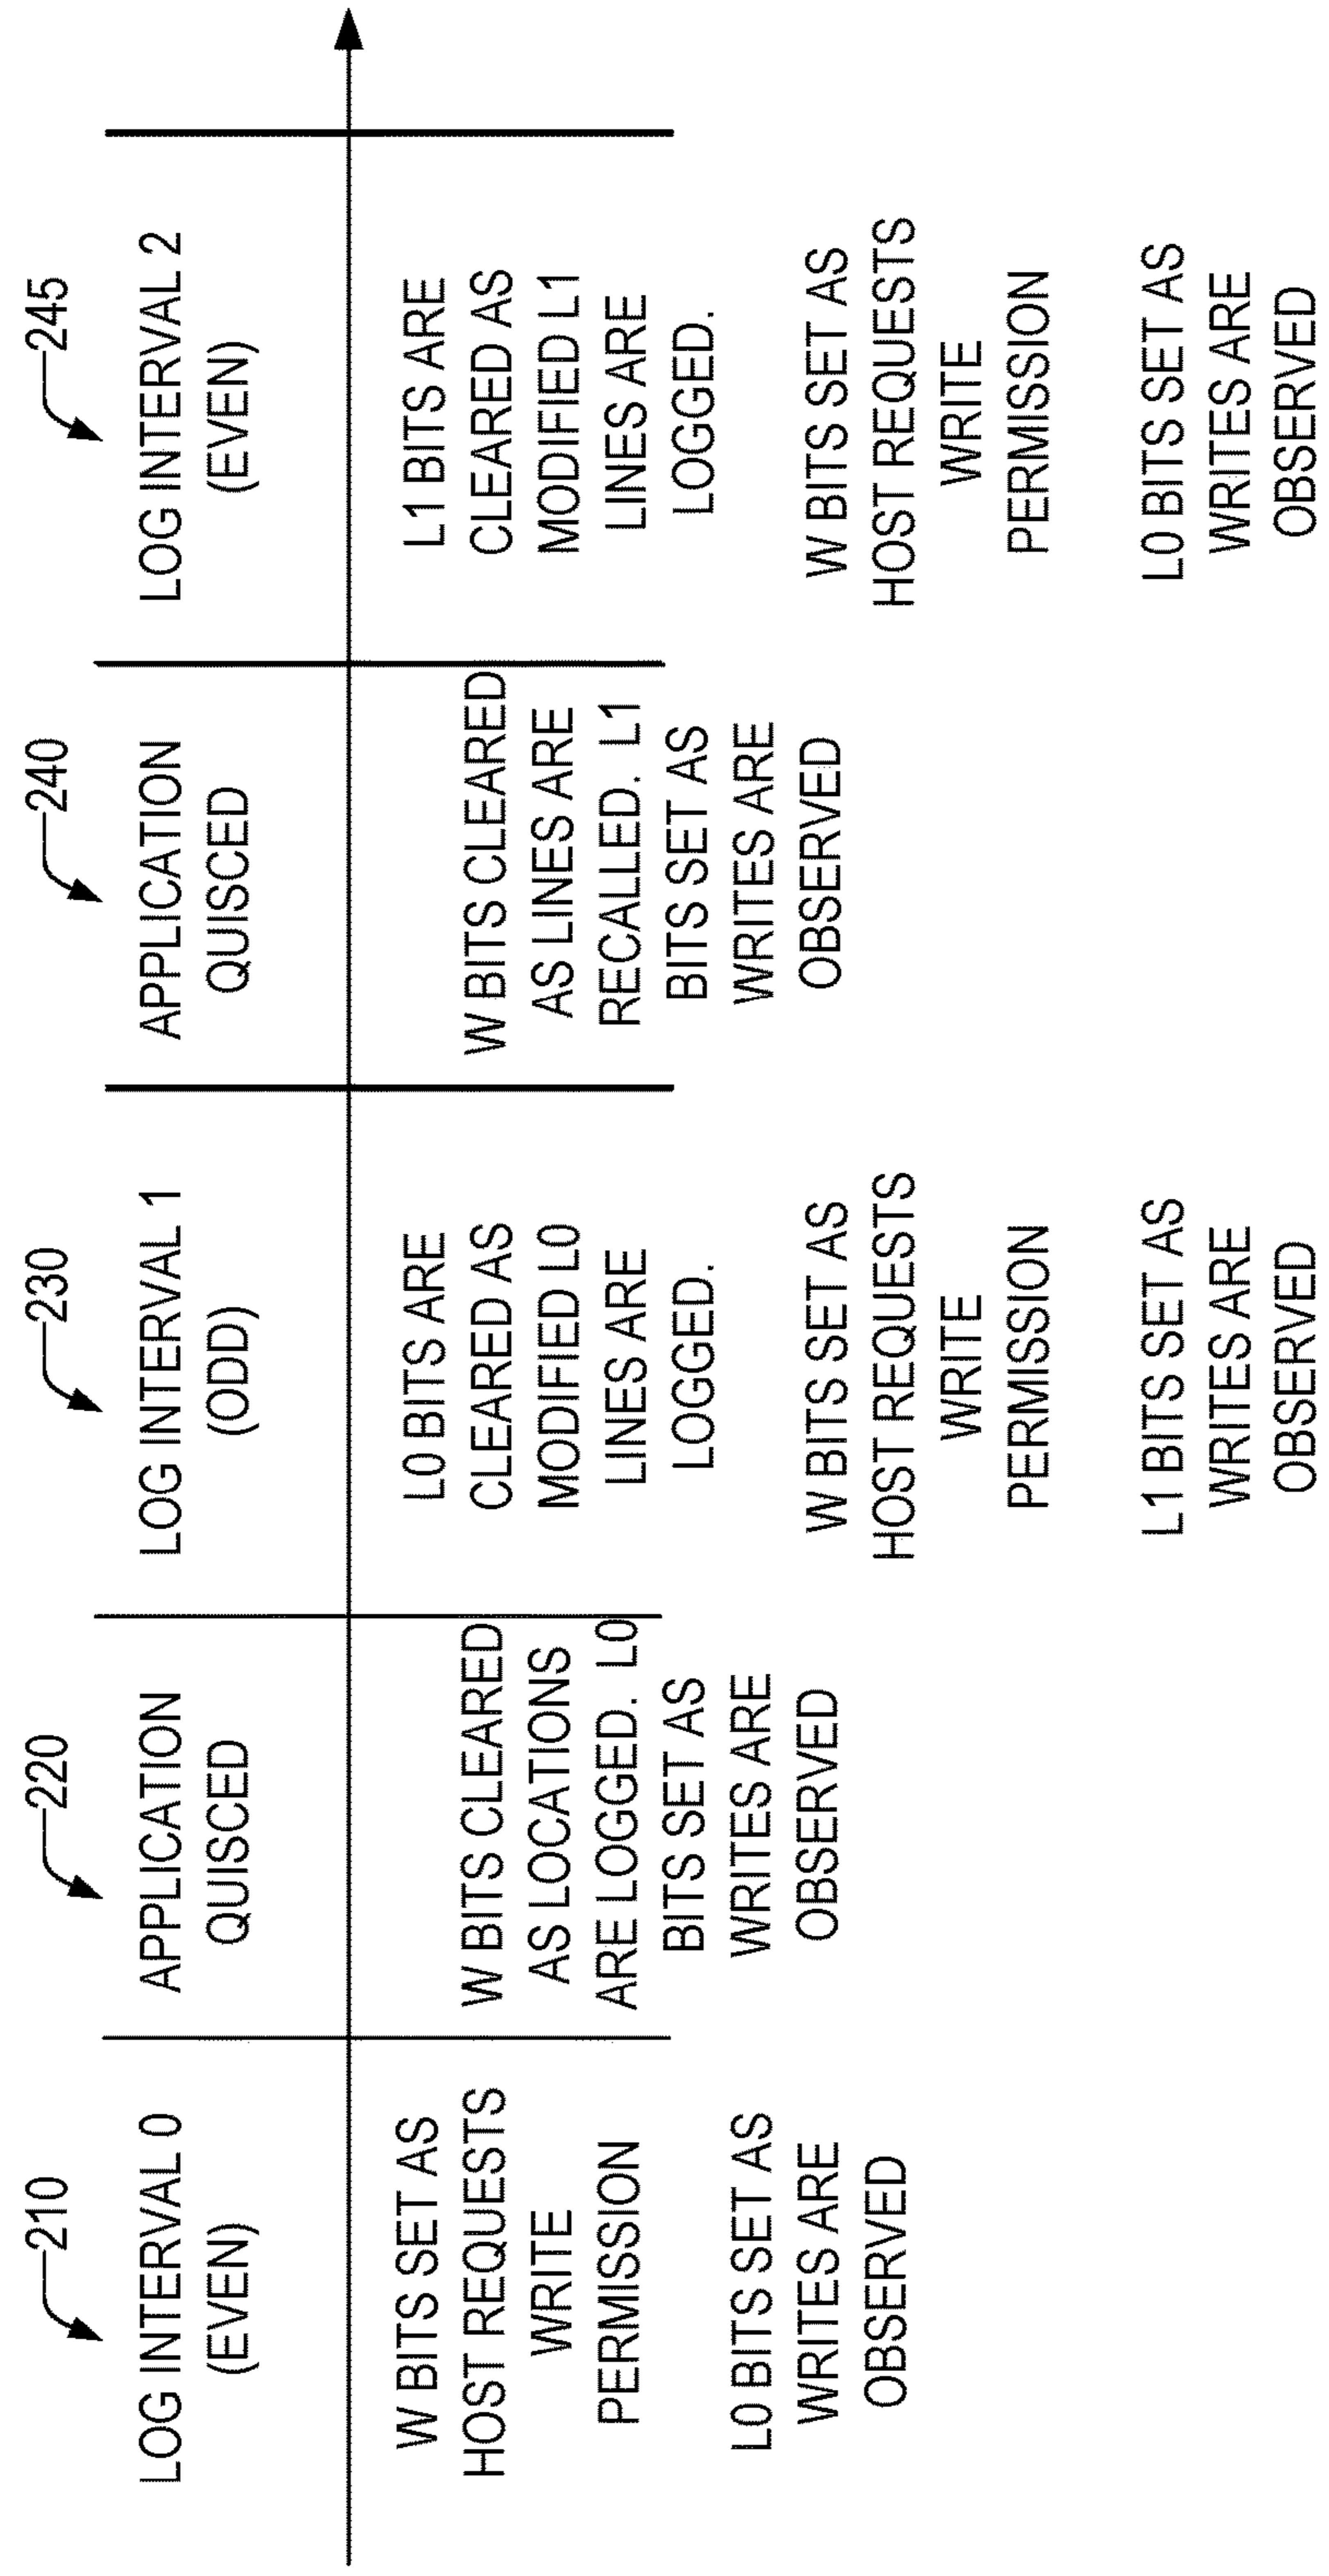 210
LOG INTERVAL 0
(EVEN)
W BITS SET AS
HOST REQUESTS
WRITE
PERMISSION
L0 BITS SET AS
WRITES ARE
OBSERVED
220
APPLICATION
QUISCED
W BITS CLEARED
AS LOCATIONS
ARE LOGGED. L0
BITS SET AS
WRITES ARE
OBSERVED
230
LOG INTERVAL 1
(ODD)
L0 BITS ARE
CLEARED AS
MODIFIED L0
LINES ARE
LOGGED.
W BITS SET AS
HOST REQUESTS
WRITE
PERMISSION
L1 BITS SET AS
WRITES ARE
OBSERVED
240
APPLICATION
QUISCED
W BITS CLEARED
AS LINES ARE
RECALLED. L1
BITS SET AS
WRITES ARE
OBSERVED
245
LOG INTERVAL 2
(EVEN)
L1 BITS ARE
CLEARED AS
MODIFIED L1
LINES ARE
LOGGED.
W BITS SET AS
HOST REQUESTS
WRITE
PERMISSION
L0 BITS SET AS
WRITES ARE
OBSERVED